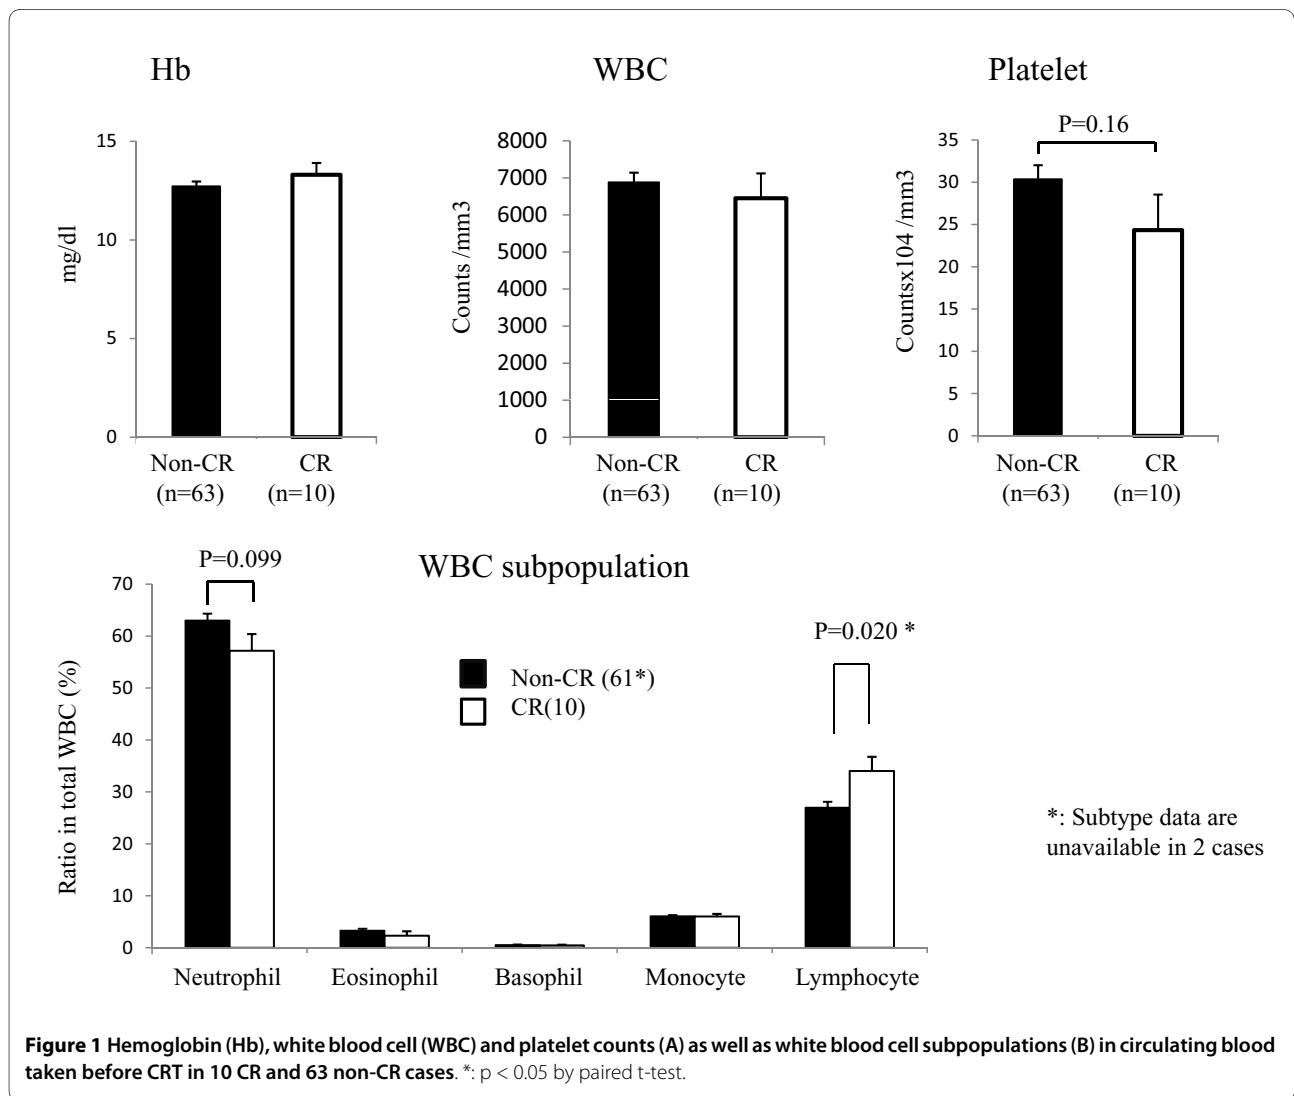 Hb
WBC
Platelet
mg/dl
15
10
5
0
Non-CR
(n=63)
CR
(n=10)
Counts /mm3
8000
7000
6000
5000
4000
3000
2000
1000
0
Non-CR
(n=63)
CR
(n=10)
Countsx104 /mm3
35
30
25
20
15
10
5
0
P=0.16
Non-CR
(n=63)
CR
(n=10)
WBC subpopulation
Ratio in total WBC (%)
70
60
50
40
30
20
10
0
P=0.099
Non-CR (61*)
CR(10)
P=0.020 *
Neutrophil
Eosinophil
Basophil
Monocyte
Lymphocyte
*: Subtype data are
unavailable in 2 cases
Figure 1 Hemoglobin (Hb), white blood cell (WBC) and platelet counts (A) as well as white blood cell subpopulations (B) in circulating blood
taken before CRT in 10 CR and 63 non-CR cases. *: p < 0.05 by paired t-test.